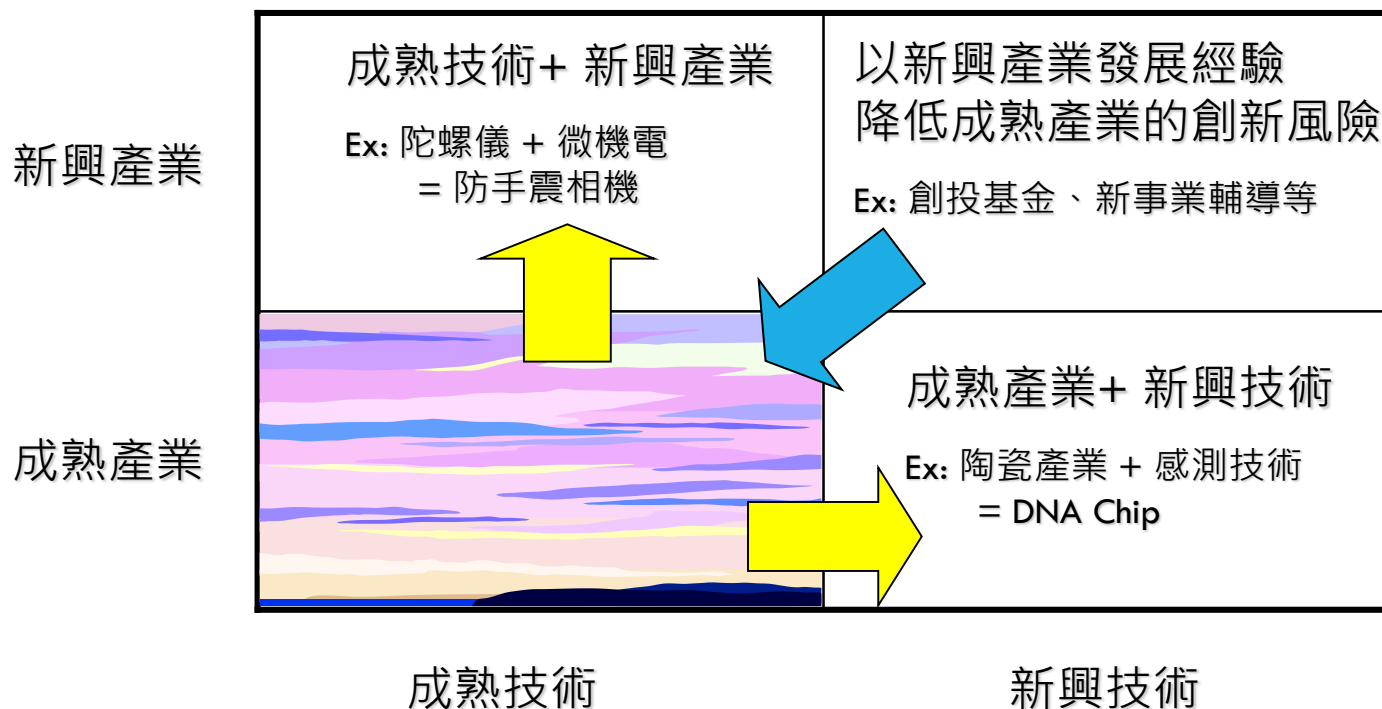 成熟技術+ 新興產業
Ex: 陀螺儀 + 微機電
= 防手震相機
以新興產業發展經驗
降低成熟產業的創新風險
Ex: 創投基金、新事業輔導等
新興產業
成熟產業+ 新興技術
Ex: 陶瓷產業 + 感測技術
= DNA Chip
成熟產業
成熟技術
新興技術